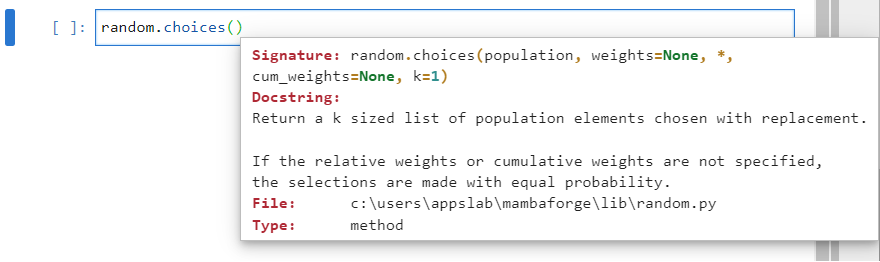 [ ]: random.choices()
Signature: random.choices(population, weights=None, *,
cum_weights=None, k=1)
Docstring:
Return a k sized list of population elements chosen with replacement.
If the relative weights or cumulative weights are not specified,
the selections are made with equal probability.
File: c:\users\appslab\mambaforge\lib\random.py
Type: method